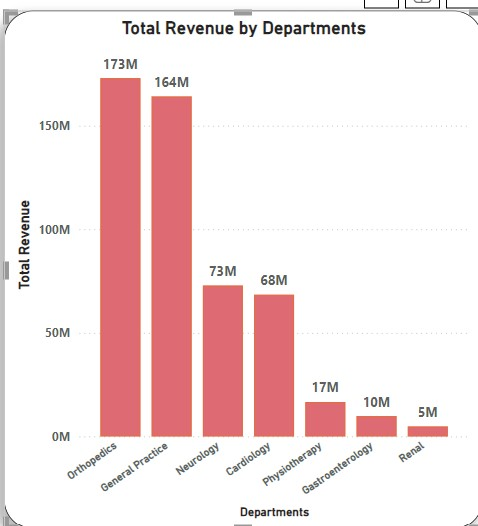 Total Revenue by Departments
173M
164M
150M
Total Revenue
100M
73M
68M
50M
17M
10M
5M
0M
Orthopedics
General Practice
Neurology
Cardiology
Physiotherapy
Gastroenterology
Renal
Departments